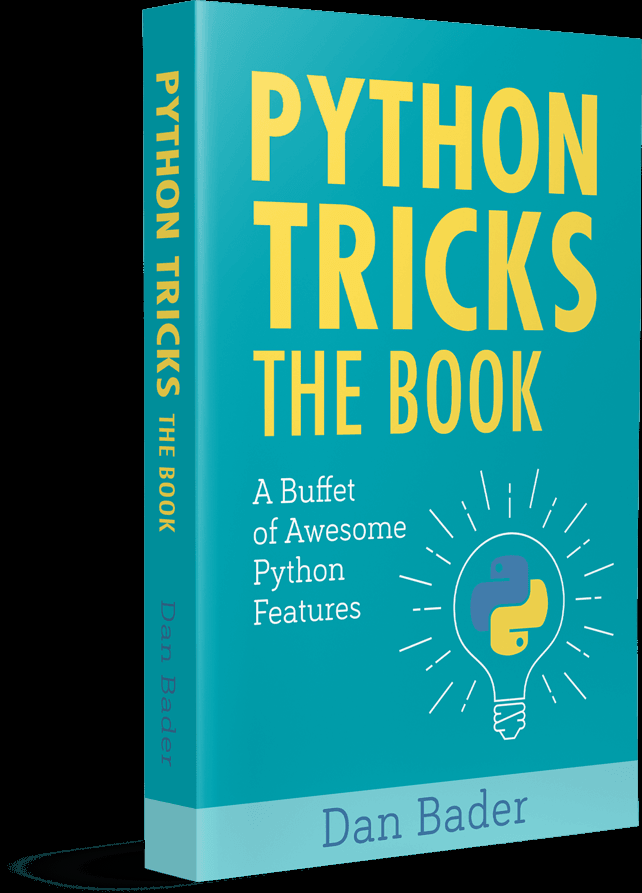 PYTHON TRICKS THE BOOK
Dan Bader
PYTHON
TRICKS
THE BOOK
A Buffet
of Awesome
Python
Features
Dan Bader